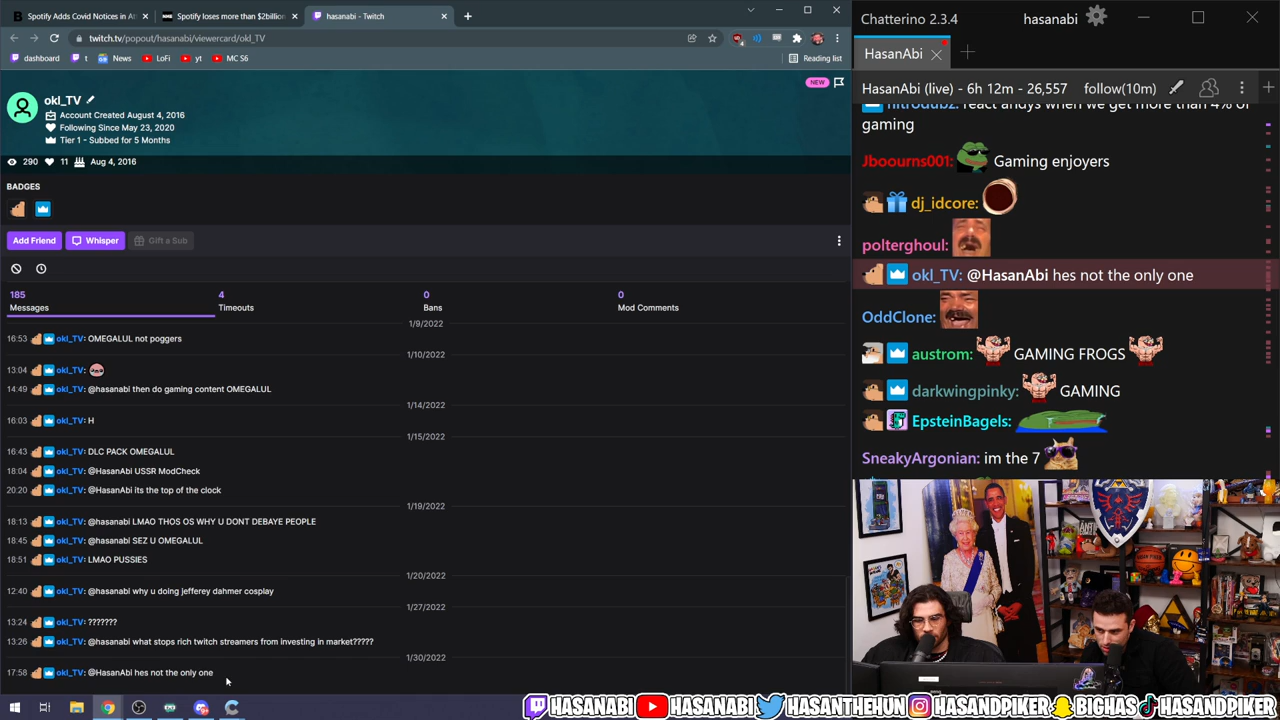 Spotify Adds Covid Notices in At
Spotify loses more than $2billion
hasanabi - Twitch
twitch.tv/popout/hasanabi/viewercard/okl_TV
dashboard
t
News
LoFi
yt
MC S6
Reading list
NEW
okl_TV
Account Created August 4, 2016
Following Since May 23, 2020
Tier 1 - Subbed for 5 Months
290 11 Aug 4, 2016
BADGES
Add Friend
Whisper
Gift a Sub
185 4 0 0
Messages Timeouts Bans Mod Comments
1/9/2022
16:53 okl_TV: OMEGALUL not poggers
1/10/2022
13:04 okl_TV:
14:49 okl_TV: @hasanabi then do gaming content OMEGALUL
1/14/2022
16:03 okl_TV: H
1/15/2022
16:43 okl_TV: DLC PACK OMEGALUL
18:04 okl_TV: @HasanAbi USSR ModCheck
20:20 okl_TV: @HasanAbi its the top of the clock
1/19/2022
18:13 okl_TV: @hasanabi LMAO THOS OS WHY U DONT DEBAYE PEOPLE
18:45 okl_TV: @hasanabi SEZ U OMEGALUL
18:51 okl_TV: LMAO PUSSIES
1/20/2022
12:40 okl_TV: @hasanabi why u doing jefferey dahmer cosplay
1/27/2022
13:24 okl_TV: ???????
13:26 okl_TV: @hasanabi what stops rich twitch streamers from investing in market?????
1/30/2022
17:58 okl_TV: @HasanAbi hes not the only one
Chatterino 2.3.4
hasanabi
HasanAbi
HasanAbi (live) - 6h 12m - 26,557
follow(10m)
nitrodubz: react andys when we get more than 4% of
gaming
Jboourns001: Gaming enjoyers
dj_idcore:
polterghoul:
okl_TV: @HasanAbi hes not the only one
OddClone:
austrom: GAMING FROGS
darkwingpinky: GAMING
EpsteinBagels:
SneakyArgonian: im the 7
HASANABI
HASANABI
HASANTHEHUN
HASANDPIKER
BIGHAS
HASANDPIKER